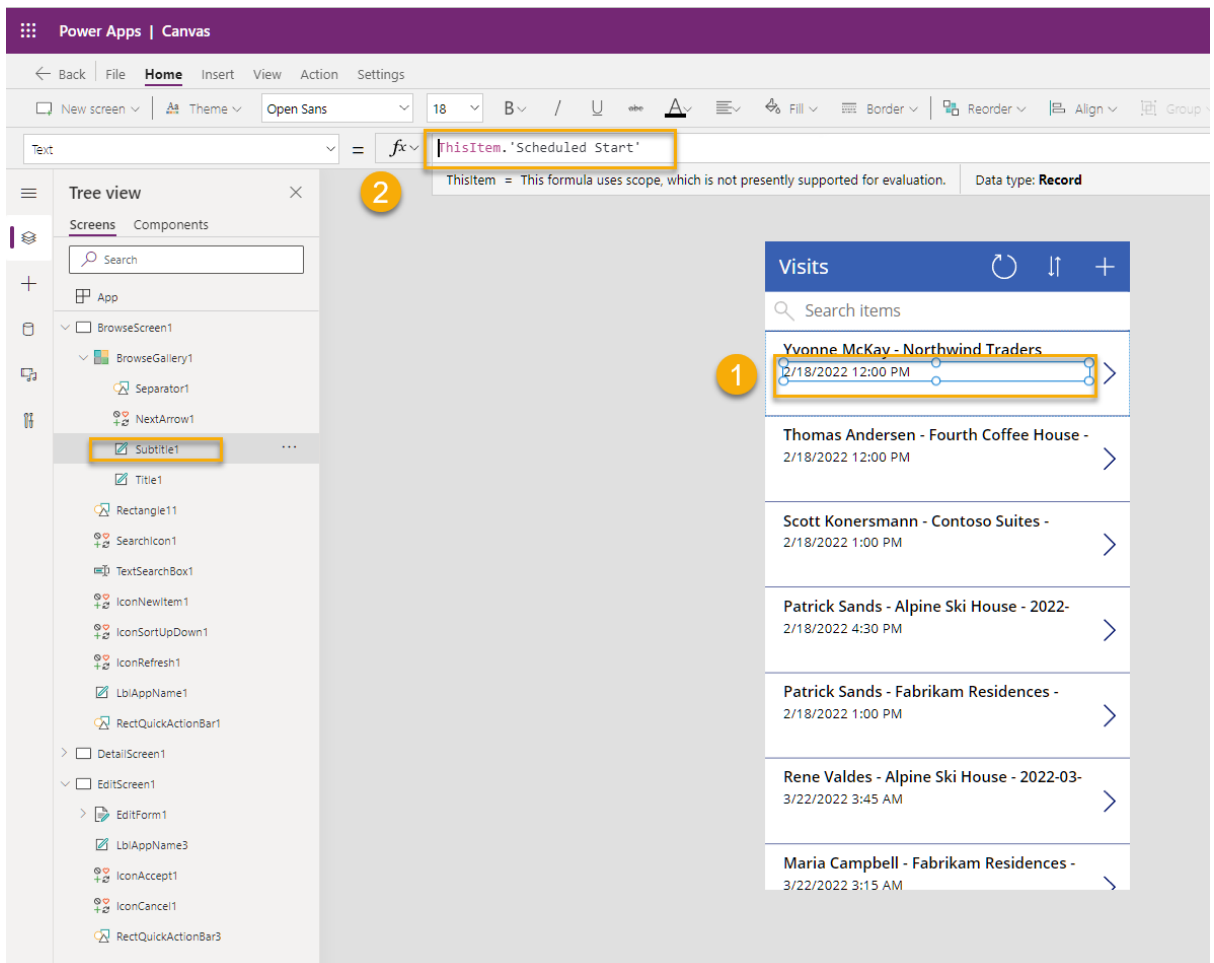 Power Apps | Canvas
Back File Home Insert View Action Settings
New screen Theme Open Sans 18 B / U abc A Fill Border Reorder Align Group
Text = fx ThisItem.'Scheduled Start'
ThisItem = This formula uses scope, which is not presently supported for evaluation. Data type: Record
2
Tree view
Screens Components
Search
App
BrowseScreen1
BrowseGallery1
Separator1
NextArrow1
Subtitle1 ...
Title1
Rectangle11
SearchIcon1
TextSearchBox1
IconNewItem1
IconSortUpDown1
IconRefresh1
LblAppName1
RectQuickActionBar1
DetailScreen1
EditScreen1
EditForm1
LblAppName3
IconAccept1
IconCancel1
RectQuickActionBar3
Visits
Search items
1
Yvonne McKay - Northwind Traders
2/18/2022 12:00 PM
Thomas Andersen - Fourth Coffee House -
2/18/2022 12:00 PM
Scott Konersmann - Contoso Suites -
2/18/2022 1:00 PM
Patrick Sands - Alpine Ski House - 2022-
2/18/2022 4:30 PM
Patrick Sands - Fabrikam Residences -
2/18/2022 1:00 PM
Rene Valdes - Alpine Ski House - 2022-03-
3/22/2022 3:45 AM
Maria Campbell - Fabrikam Residences -
3/22/2022 3:15 AM